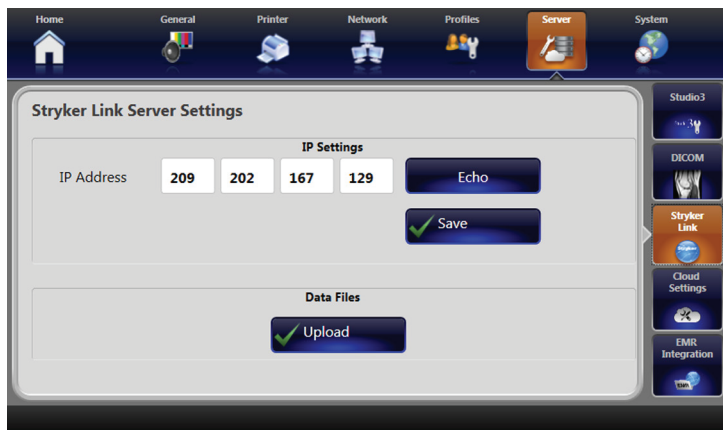 Home General Printer Network Profiles Server System
Stryker Link Server Settings
IP Settings
IP Address 209 202 167 129 Echo
Save
Data Files
Upload
Studio3
DICOM
Stryker
Link
Cloud
Settings
EMR
Integration